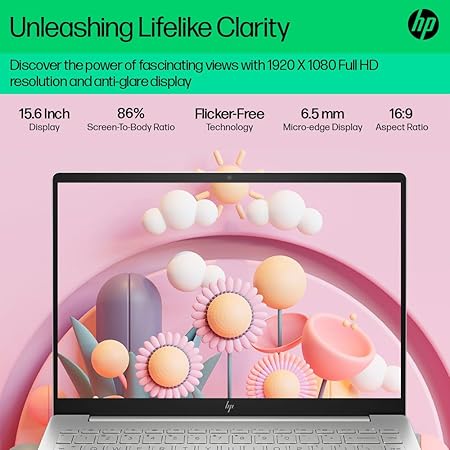 Unleashing Lifelike Clarity
hp
Discover the power of fascinating views with 1920 X 1080 Full HD
resolution and anti-glare display
15.6 Inch
Display
86%
Screen-To-Body Ratio
Flicker-Free
Technology
6.5 mm
Micro-edge Display
16:9
Aspect Ratio
hp